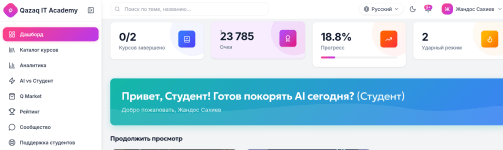 Qazaq IT Academy
Дашборд
Каталог курсов
Аналитика
AI vs Студент
Q Market
Рейтинг
Сообщество
Поддержка студентов
Поиск по теме, названию...
Русский
Жандос Сахиев
0/2
Курсов завершено
23 785
Очки
18.8%
Прогресс
2
Ударный режим
Привет, Студент! Готов покорять AI сегодня? (Студент)
Добро пожаловать, Жандос Сахиев
Продолжить просмотр